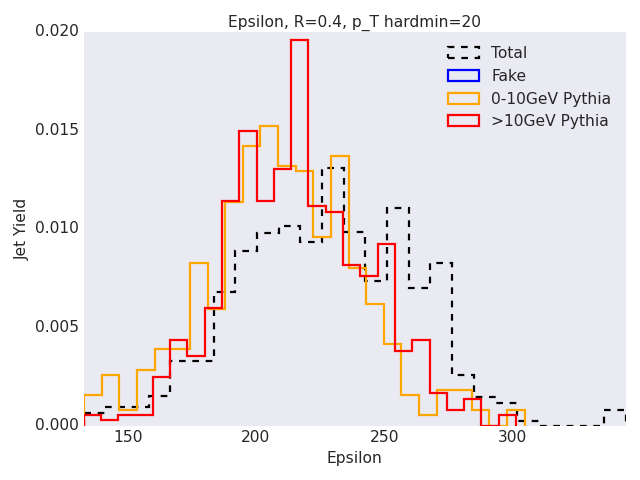 Epsilon, R=0.4, p_T hardmin=20
0.020
0.015
0.010
0.005
0.000
Jet Yield
Total
Fake
0-10GeV Pythia
>10GeV Pythia
150
200
250
300
Epsilon